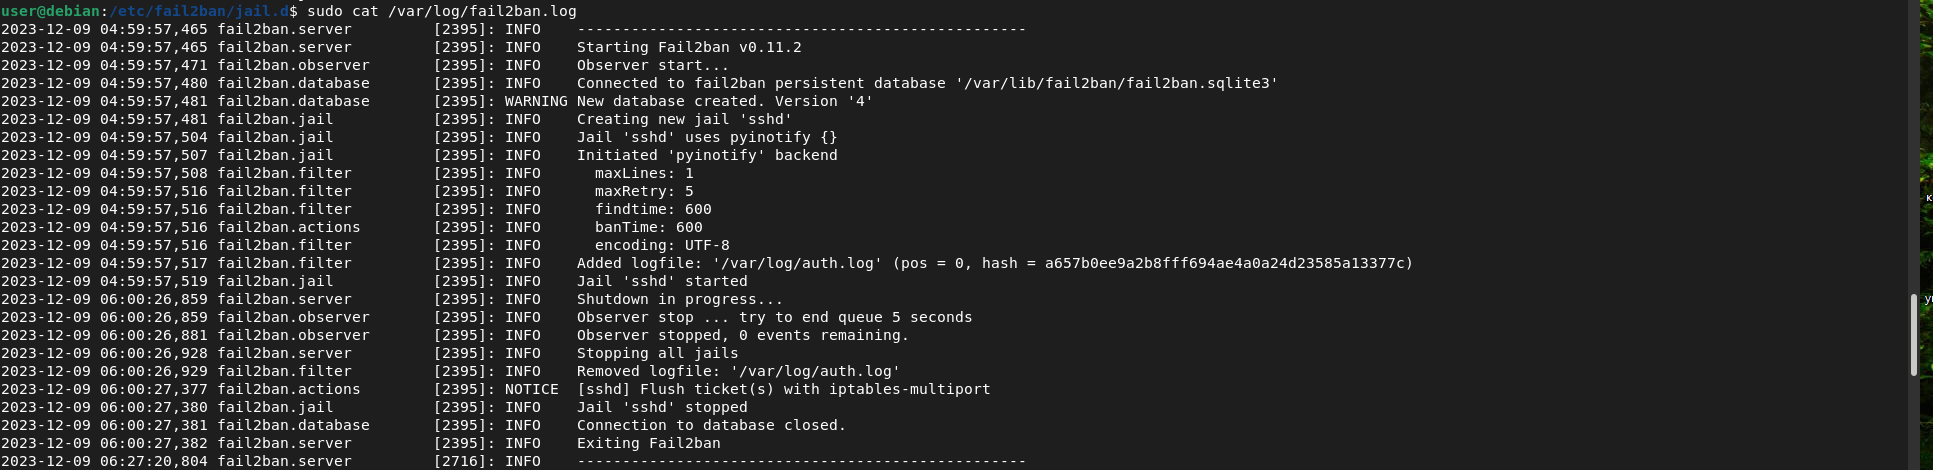 user@debian:/etc/fail2ban/jail.d$ sudo cat /var/log/fail2ban.log
2023-12-09 04:59:57,465 fail2ban.server         [2395]: INFO    --------------------------------------------------
2023-12-09 04:59:57,465 fail2ban.server         [2395]: INFO    Starting Fail2ban v0.11.2
2023-12-09 04:59:57,471 fail2ban.observer       [2395]: INFO    Observer start...
2023-12-09 04:59:57,480 fail2ban.database       [2395]: INFO    Connected to fail2ban persistent database '/var/lib/fail2ban/fail2ban.sqlite3'
2023-12-09 04:59:57,481 fail2ban.database       [2395]: WARNING New database created. Version '4'
2023-12-09 04:59:57,481 fail2ban.jail           [2395]: INFO    Creating new jail 'sshd'
2023-12-09 04:59:57,504 fail2ban.jail           [2395]: INFO    Jail 'sshd' uses pyinotify {}
2023-12-09 04:59:57,507 fail2ban.jail           [2395]: INFO    Initiated 'pyinotify' backend
2023-12-09 04:59:57,508 fail2ban.filter         [2395]: INFO      maxLines: 1
2023-12-09 04:59:57,516 fail2ban.filter         [2395]: INFO      maxRetry: 5
2023-12-09 04:59:57,516 fail2ban.filter         [2395]: INFO      findtime: 600
2023-12-09 04:59:57,516 fail2ban.actions        [2395]: INFO      banTime: 600
2023-12-09 04:59:57,516 fail2ban.filter         [2395]: INFO      encoding: UTF-8
2023-12-09 04:59:57,517 fail2ban.filter         [2395]: INFO    Added logfile: '/var/log/auth.log' (pos = 0, hash = a657b0ee9a2b8fff694ae4a0a24d23585a13377c)
2023-12-09 04:59:57,519 fail2ban.jail           [2395]: INFO    Jail 'sshd' started
2023-12-09 06:00:26,859 fail2ban.server         [2395]: INFO    Shutdown in progress...
2023-12-09 06:00:26,859 fail2ban.observer       [2395]: INFO    Observer stop ... try to end queue 5 seconds
2023-12-09 06:00:26,881 fail2ban.observer       [2395]: INFO    Observer stopped, 0 events remaining.
2023-12-09 06:00:26,928 fail2ban.server         [2395]: INFO    Stopping all jails
2023-12-09 06:00:26,929 fail2ban.filter         [2395]: INFO    Removed logfile: '/var/log/auth.log'
2023-12-09 06:00:27,377 fail2ban.actions        [2395]: NOTICE  [sshd] Flush ticket(s) with iptables-multiport
2023-12-09 06:00:27,380 fail2ban.jail           [2395]: INFO    Jail 'sshd' stopped
2023-12-09 06:00:27,381 fail2ban.database       [2395]: INFO    Connection to database closed.
2023-12-09 06:00:27,382 fail2ban.server         [2395]: INFO    Exiting Fail2ban
2023-12-09 06:27:20,804 fail2ban.server         [2716]: INFO    --------------------------------------------------